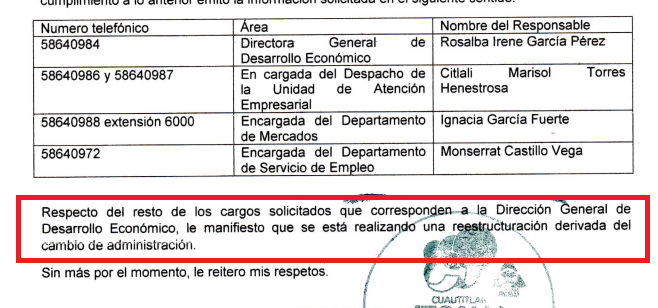 cumplimiento a lo anterior emito la información solicitada en el siguiente sentido:
Numero telefónico Área Nombre del Responsable
58640984 Directora General de Desarrollo Económico Rosalba Irene García Pérez
58640986 y 58640987 En cargada del Despacho de la Unidad de Atención Empresarial Citlali Marisol Torres Henestrosa
58640988 extensión 6000 Encargada del Departamento de Mercados Ignacia García Fuerte
58640972 Encargada del Departamento de Servicio de Empleo Monserrat Castillo Vega
Respecto del resto de los cargos solicitados que corresponden a la Dirección General de
Desarrollo Económico, le manifiesto que se está realizando una reestructuración derivada del
cambio de administración.
Sin más por el momento, le reitero mis respetos.
CUAUTITLAN